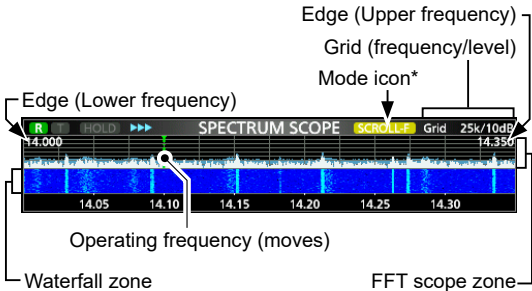 Edge (Upper frequency)
Grid (frequency/level)
Mode icon*
Edge (Lower frequency)
R T HOLD SPECTRUM SCOPE SCROLL-F Grid 25k/10dB
14.000 14.350
14.05 14.10 14.15 14.20 14.25 14.30
Operating frequency (moves)
Waterfall zone FFT scope zone